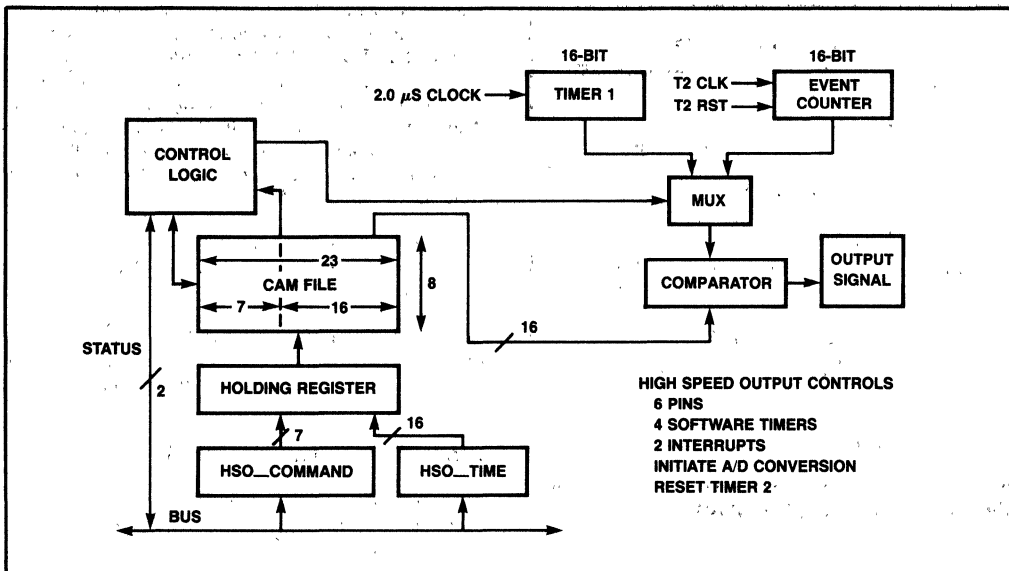 16-BIT
16-BIT
2.0 μS CLOCK
TIMER 1
T2 CLK
T2 RST
EVENT
COUNTER
CONTROL
LOGIC
MUX
23
CAM FILE
7
16
8
COMPARATOR
OUTPUT
SIGNAL
16
STATUS
2
HOLDING REGISTER
7
16
HSO__COMMAND
HSO__TIME
BUS
HIGH SPEED OUTPUT CONTROLS
6 PINS
4 SOFTWARE TIMERS
2 INTERRUPTS
INITIATE A/D CONVERSION
RESET TIMER 2